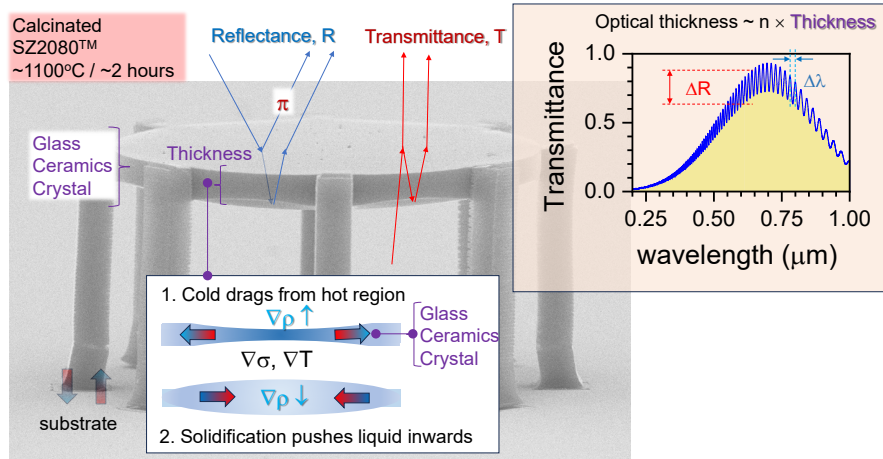 Calcinated
SZ2080TM
~1100oC / ~2 hours
Reflectance, R
Transmittance, T
π
Glass
Ceramics
Crystal
Thickness
Optical thickness ~ n × Thickness
Transmittance
1.0
0.5
0.0
ΔR
Δλ
0.25
0.50
0.75
1.00
wavelength (μm)
1. Cold drags from hot region
∇ρ ↑
Glass
Ceramics
Crystal
∇σ, ∇T
∇ρ ↓
2. Solidification pushes liquid inwards
substrate